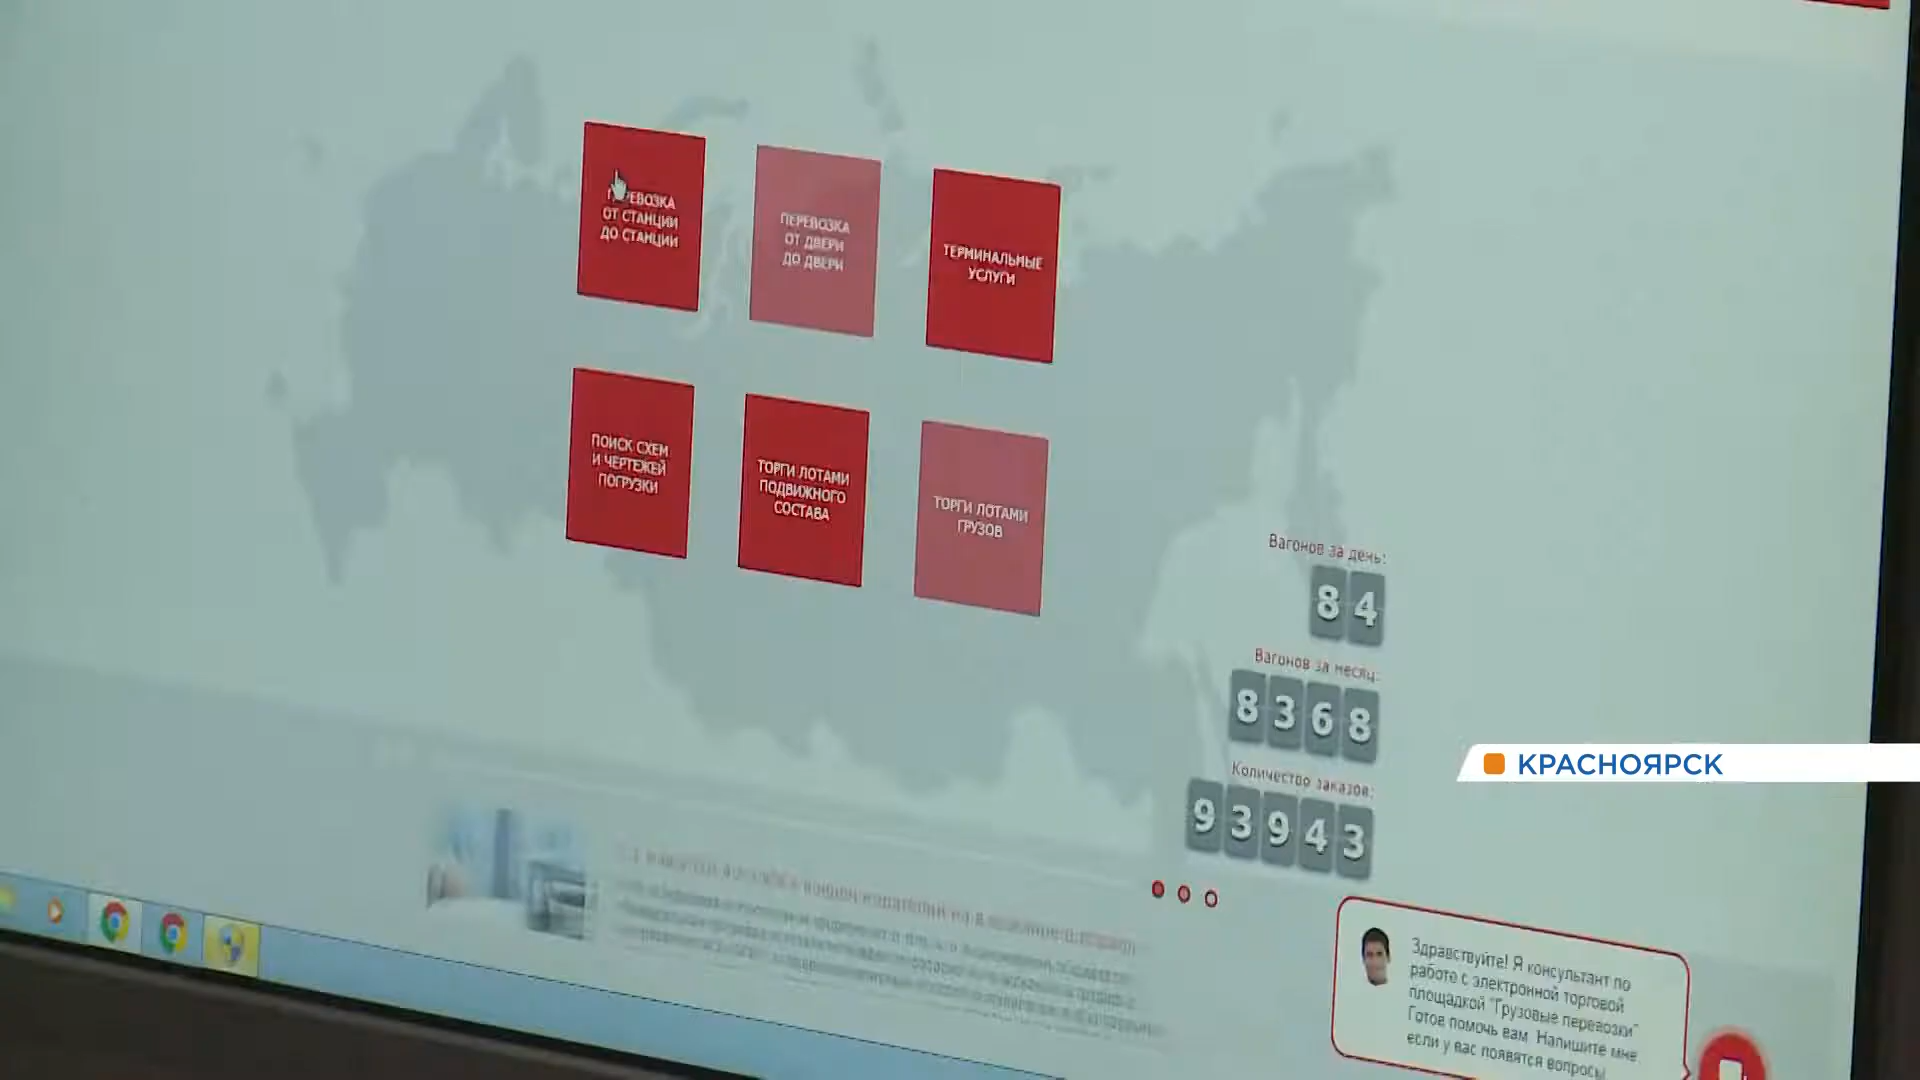 ПЕРЕВОЗКА
ОТ СТАНЦИИ
ДО СТАНЦИИ
ПЕРЕВОЗКА
ОТ ДВЕРИ
ДО ДВЕРИ
ТЕРМИНАЛЬНЫЕ
УСЛУГИ
ПОИСК СХЕМ
И ЧЕРТЕЖЕЙ
ПОГРУЗКИ
ТОРГИ ЛОТАМИ
ПОДВИЖНОГО
СОСТАВА
ТОРГИ ЛОТАМИ
ГРУЗОВ
Вагонов за день:
84
Вагонов за месяц:
8368
Количество заказов:
93943
КРАСНОЯРСК
Здравствуйте! Я консультант по
работе с электронной торговой
площадкой "Грузовые перевозки"
Готов помочь вам. Напишите мне
если у вас появятся вопросы